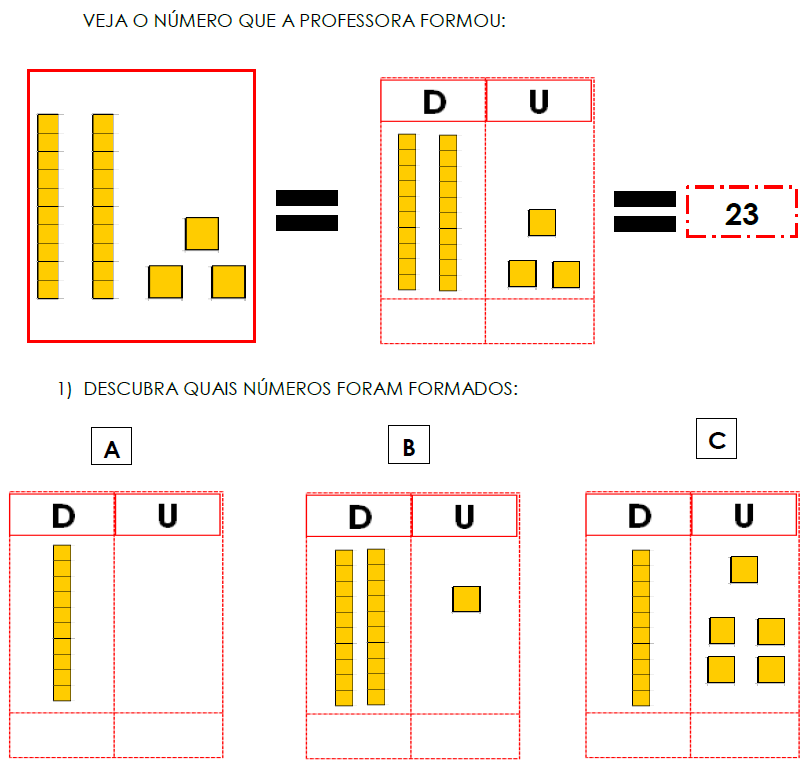 VEJA O NÚMERO QUE A PROFESSORA FORMOU:
D U
23
1) DESCUBRA QUAIS NÚMEROS FORAM FORMADOS:
A
B
C
D U
D U
D U